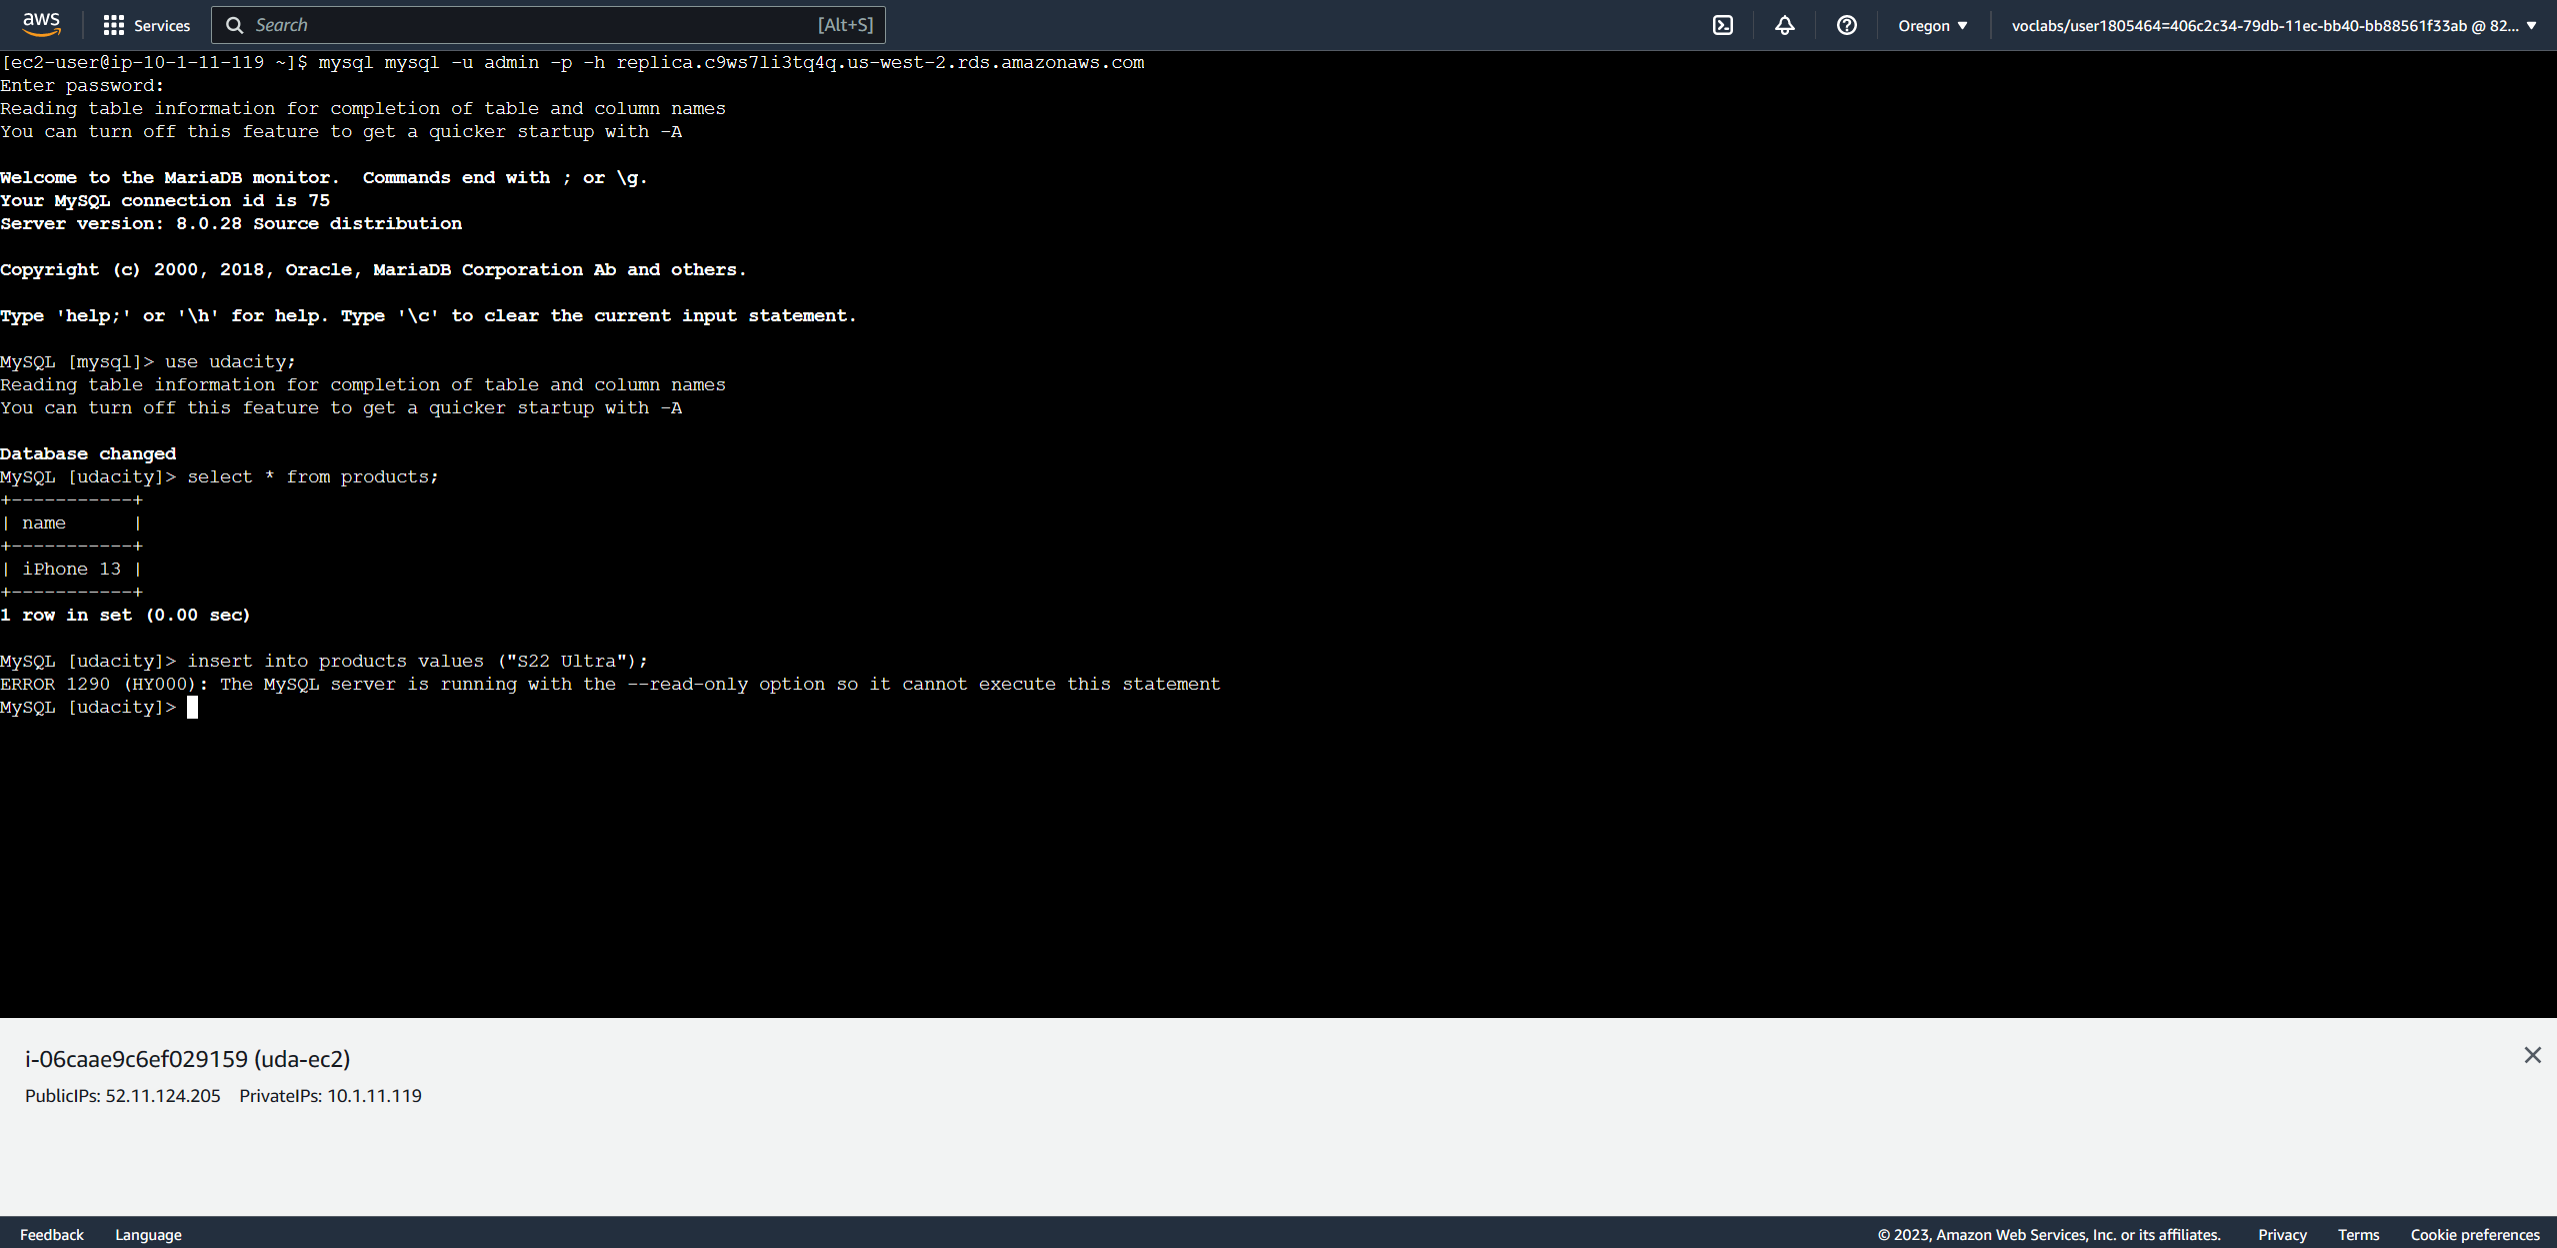 aws Services Search [Alt+S] Oregon ▼ voclabs/user1805464=406c2c34-79db-11ec-bb40-bb88561f33ab @ 82... ▼
[ec2-user@ip-10-1-11-119 ~]$ mysql mysql -u admin -p -h replica.c9ws7li3tq4q.us-west-2.rds.amazonaws.com
Enter password:
Reading table information for completion of table and column names
You can turn off this feature to get a quicker startup with -A
Welcome to the MariaDB monitor.  Commands end with ; or \g.
Your MySQL connection id is 75
Server version: 8.0.28 Source distribution
Copyright (c) 2000, 2018, Oracle, MariaDB Corporation Ab and others.
Type 'help;' or '\h' for help. Type '\c' to clear the current input statement.
MySQL [mysql]> use udacity;
Reading table information for completion of table and column names
You can turn off this feature to get a quicker startup with -A
Database changed
MySQL [udacity]> select * from products;
+-----------+
| name      |
+-----------+
| iPhone 13 |
+-----------+
1 row in set (0.00 sec)
MySQL [udacity]> insert into products values ("S22 Ultra");
ERROR 1290 (HY000): The MySQL server is running with the --read-only option so it cannot execute this statement
MySQL [udacity]>
i-06caae9c6ef029159 (uda-ec2)
PublicIPs: 52.11.124.205 PrivateIPs: 10.1.11.119
Feedback Language © 2023, Amazon Web Services, Inc. or its affiliates. Privacy Terms Cookie preferences